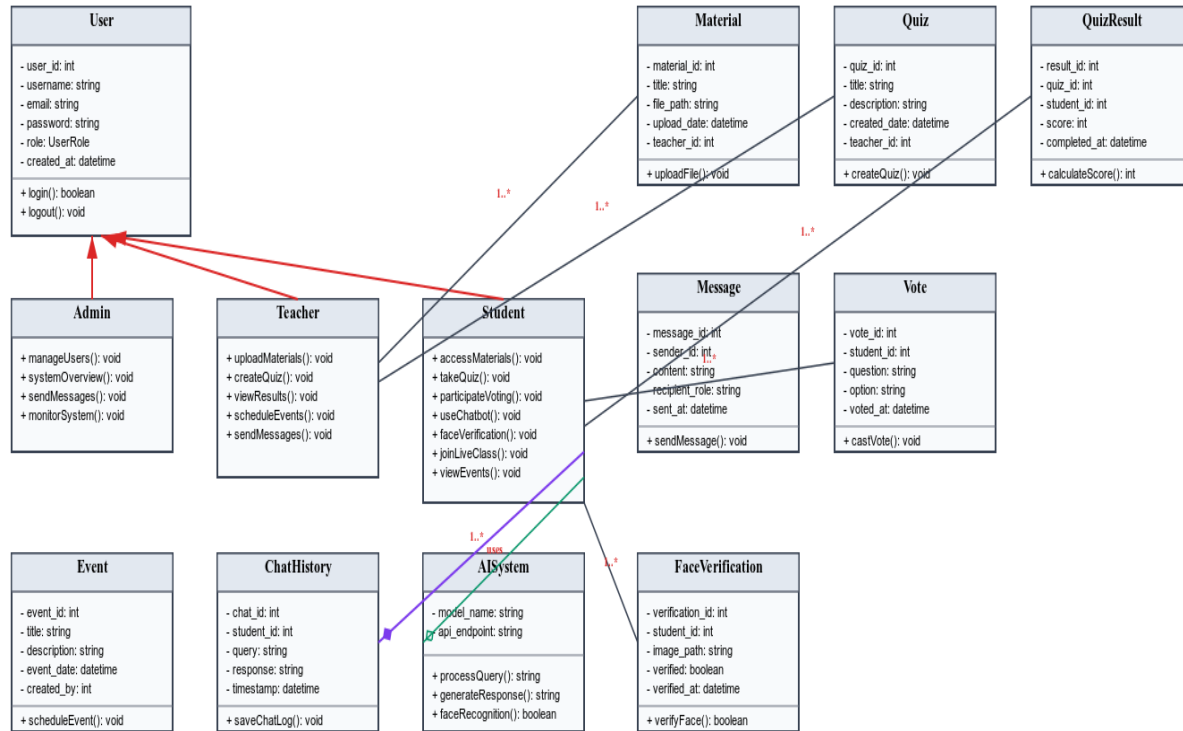 User
- user_id: int
- username: string
- email: string
- password: string
- role: UserRole
- created_at: datetime
+ login(): boolean
+ logout(): void
Material
- material_id: int
- title: string
- file_path: string
- upload_date: datetime
- teacher_id: int
+ uploadFile(): void
Quiz
- quiz_id: int
- title: string
- description: string
- created_date: datetime
- teacher_id: int
+ createQuiz(): void
QuizResult
- result_id: int
- quiz_id: int
- student_id: int
- score: int
- completed_at: datetime
+ calculateScore(): int
1..*
1..*
1..*
Admin
+ manageUsers(): void
+ systemOverview(): void
+ sendMessages(): void
+ monitorSystem(): void
Teacher
+ uploadMaterials(): void
+ createQuiz(): void
+ viewResults(): void
+ scheduleEvents(): void
+ sendMessages(): void
Student
+ accessMaterials(): void
+ takeQuiz(): void
+ participateVoting(): void
+ useChatbot(): void
+ faceVerification(): void
+ joinLiveClass(): void
+ viewEvents(): void
Message
- message_id: int
- sender_id: int
- content: string
- recipient_role: string
- sent_at: datetime
+ sendMessage(): void
1..*
Vote
- vote_id: int
- student_id: int
- question: string
- option: string
- voted_at: datetime
+ castVote(): void
1..*
uses
1..*
Event
- event_id: int
- title: string
- description: string
- event_date: datetime
- created_by: int
+ scheduleEvent(): void
ChatHistory
- chat_id: int
- student_id: int
- query: string
- response: string
- timestamp: datetime
+ saveChatLog(): void
AISystem
- model_name: string
- api_endpoint: string
+ processQuery(): string
+ generateResponse(): string
+ faceRecognition(): boolean
FaceVerification
- verification_id: int
- student_id: int
- image_path: string
- verified: boolean
- verified_at: datetime
+ verifyFace(): boolean